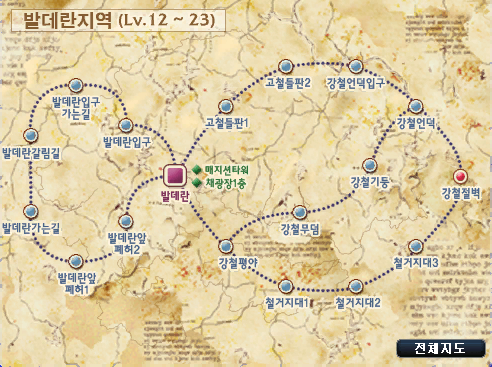 발데란지역 (Lv.12 ~ 23)
고철들판2
강철언덕입구
발데란입구
가는길
고철들판1
강철언덕
발데란입구
발데란갈림길
매지션타워
채광장1층
발데란
강철기둥
강철절벽
발데란가는길
발데란앞
폐허2
강철무덤
강철평야
철거지대3
발데란앞
폐허1
철거지대1
철거지대2
전체지도